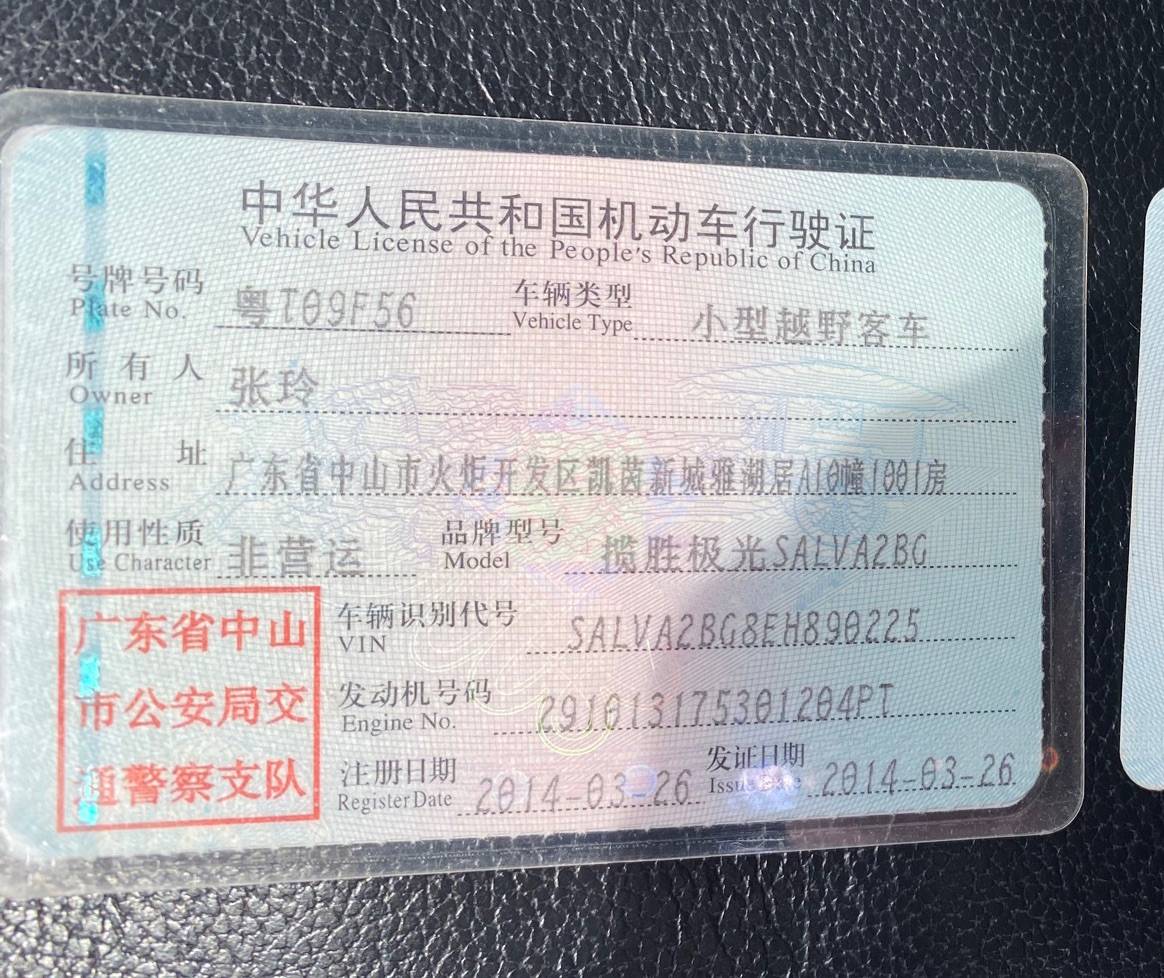 中华人民共和国机动车行驶证
Vehicle License of the People's Republic of China
号牌号码 粤T09F56 车辆类型 小型越野客车
Plate No. Vehicle Type
所有人 张玲
Owner
住址 广东省中山市火炬开发区凯茵新城雅湖居A10幢1001房
Address
使用性质 非营运 品牌型号 揽胜极光SALVA2BG
Use Character Model
广东省中山
市公安局交
通警察支队
车辆识别代号 SALVA2BG8EH890225
VIN
发动机号码 291013175301204PT
Engine No.
注册日期 2014-03-26 发证日期 2014-03-26
Register Date Issue Date